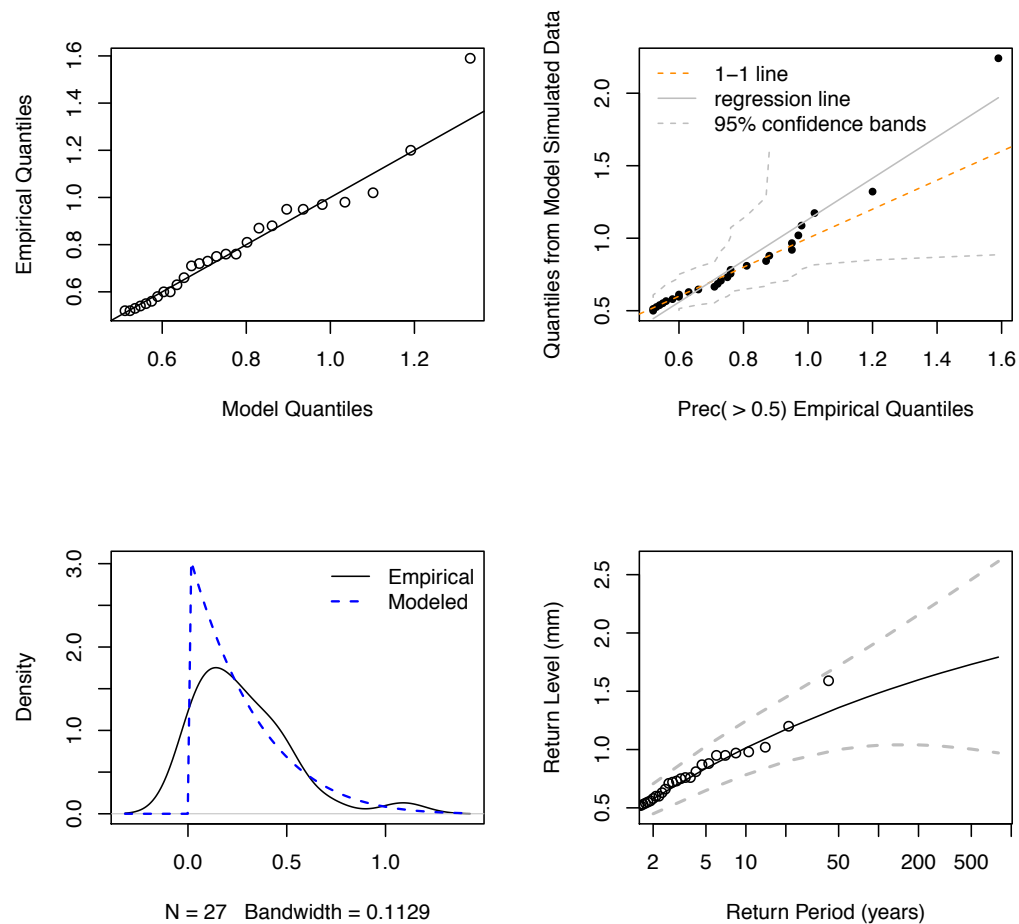 Empirical Quantiles
1.6
1.4
1.2
1.0
0.8
0.6
0.6 0.8 1.0 1.2
Model Quantiles
Quantiles from Model Simulated Data
2.0
1.5
1.0
0.5
1−1 line
regression line
95% confidence bands
0.6 0.8 1.0 1.2 1.4 1.6
Prec( > 0.5) Empirical Quantiles
Density
3.0
2.0
1.0
0.0
Empirical
Modeled
0.0 0.5 1.0
N = 27 Bandwidth = 0.1129
Return Level (mm)
2.5
2.0
1.5
1.0
0.5
2 5 10 50 200 500
Return Period (years)